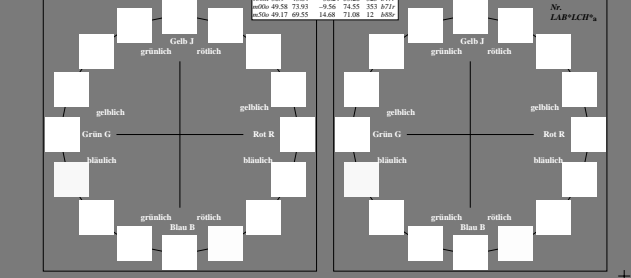 m00o 49.58 73.93 −9.56 74.55 353 b71r
m50o 49.17 69.55 14.68 71.08 12 b88r
Nr.
LAB*LCH*a
Gelb J
grünlich rötlich
gelblich gelblich
Grün G Rot R
bläulich bläulich
grünlich rötlich
Blau B
Gelb J
grünlich rötlich
gelblich gelblich
Grün G Rot R
bläulich bläulich
grünlich rötlich
Blau B